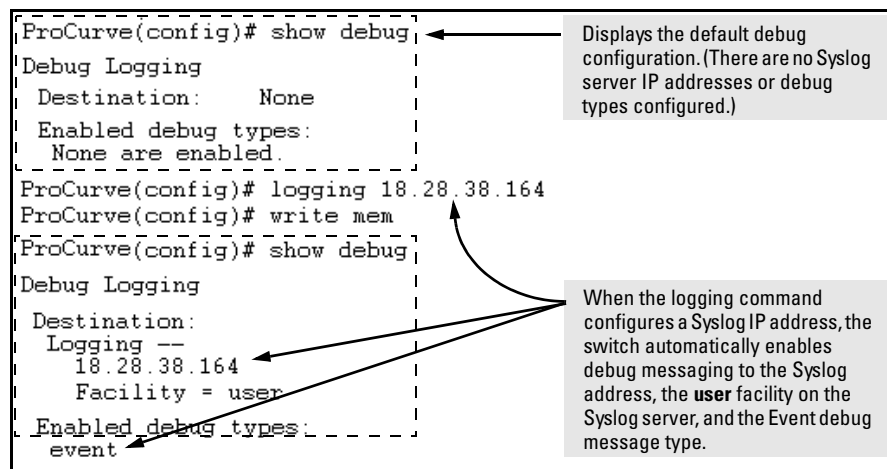 ProCurve(config)# show debug
Debug Logging
Destination: None
Enabled debug types:
None are enabled.
Displays the default debug
configuration. (There are no Syslog
server IP addresses or debug
types configured.)
ProCurve(config)# logging 18.28.38.164
ProCurve(config)# write mem
ProCurve(config)# show debug
Debug Logging
Destination:
Logging --
18.28.38.164
Facility = user
Enabled debug types:
event
When the logging command
configures a Syslog IP address, the
switch automatically enables
debug messaging to the Syslog
address, the user facility on the
Syslog server, and the Event debug
message type.